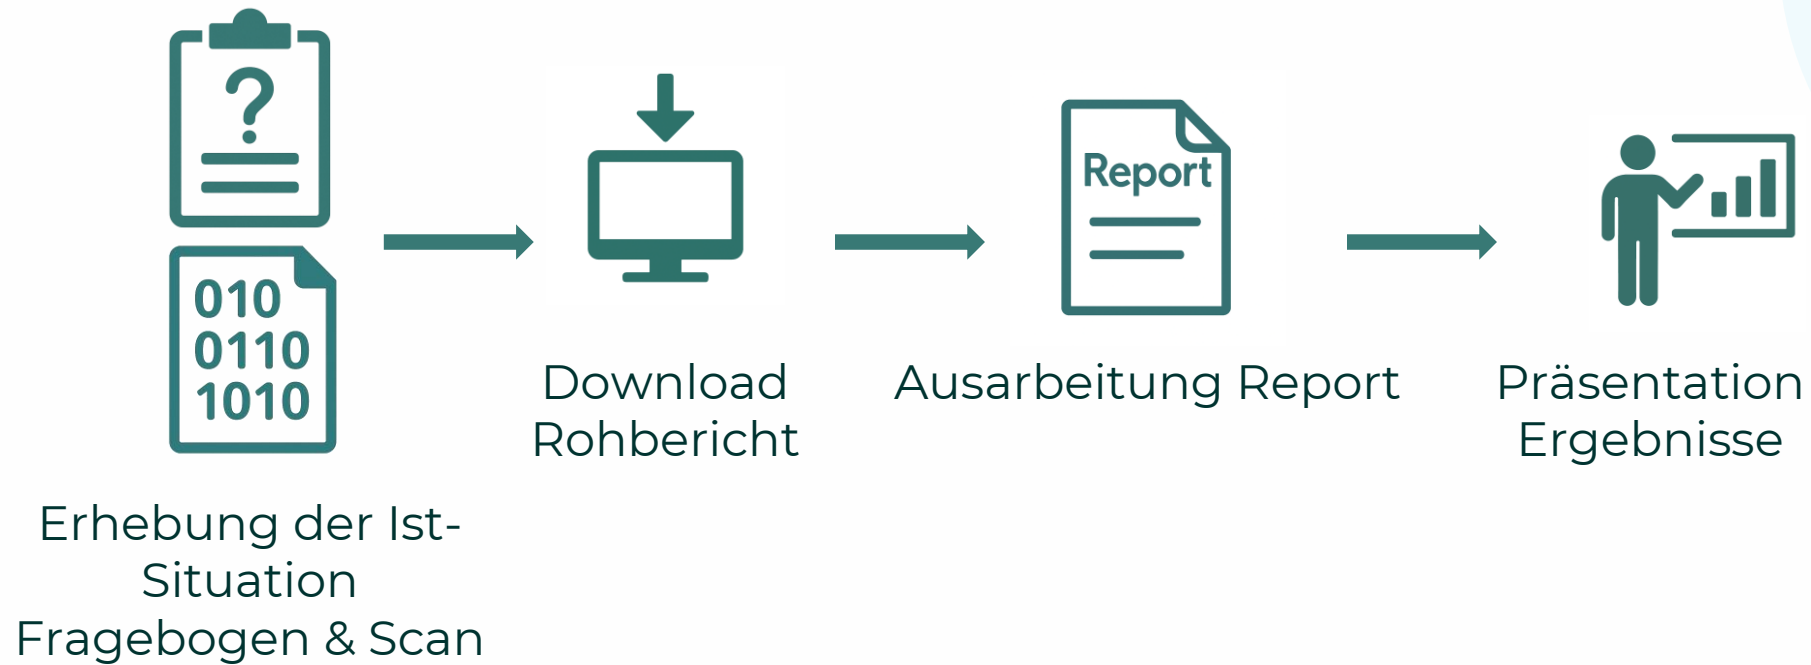 ?
010
0110
1010
Erhebung der Ist-
Situation
Fragebogen & Scan
Download
Rohbericht
Report
Ausarbeitung Report
Präsentation
Ergebnisse